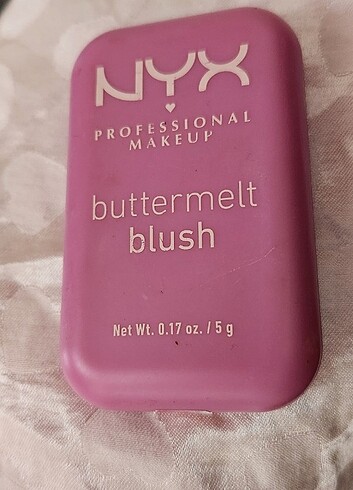 NYX
PROFESSIONAL
MAKEUP
buttermelt
blush
Net Wt. 0.17 oz. / 5 g